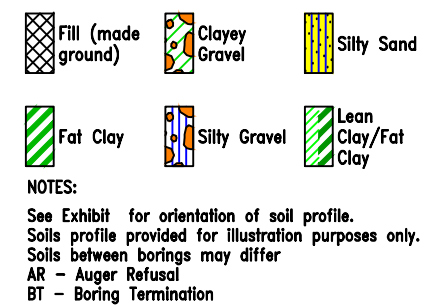 Fill (made
ground)
Clayey
Gravel
Silty Sand
Fat Clay
Silty Gravel
Lean
Clay/Fat
Clay
NOTES:
See Exhibit for orientation of soil profile.
Soils profile provided for illustration purposes only.
Soils between borings may differ
AR - Auger Refusal
BT - Boring Termination